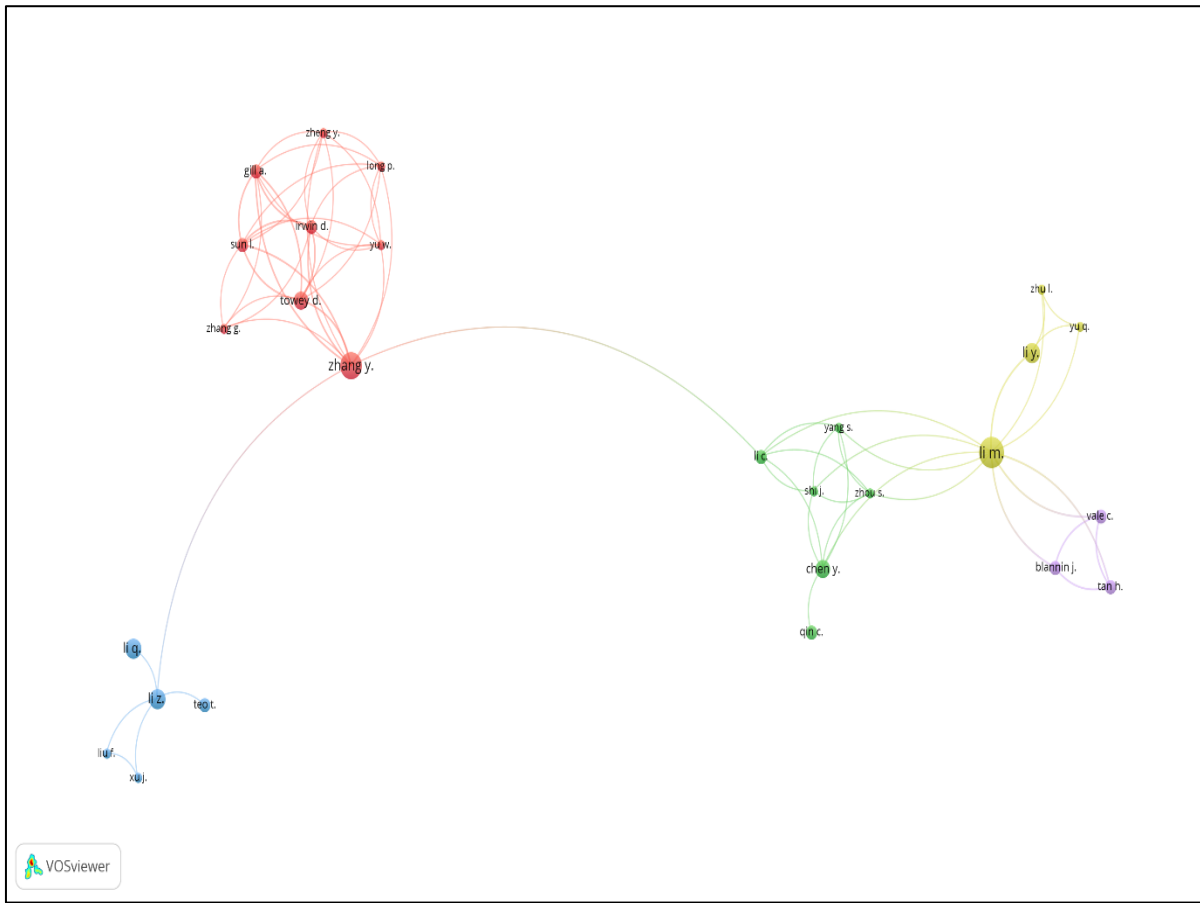 zheng y.
long p.
gill a.
irwin d.
sun l.
yu w.
towey d.
zhang g.
zhang y.
zhu l.
yu q.
li y.
yang s.
li c.
li m.
shi j.
zhou s.
vale c.
chen y.
blannin j.
tan h.
qin c.
li q.
li z.
teo t.
liu f.
xu j.
VOSviewer